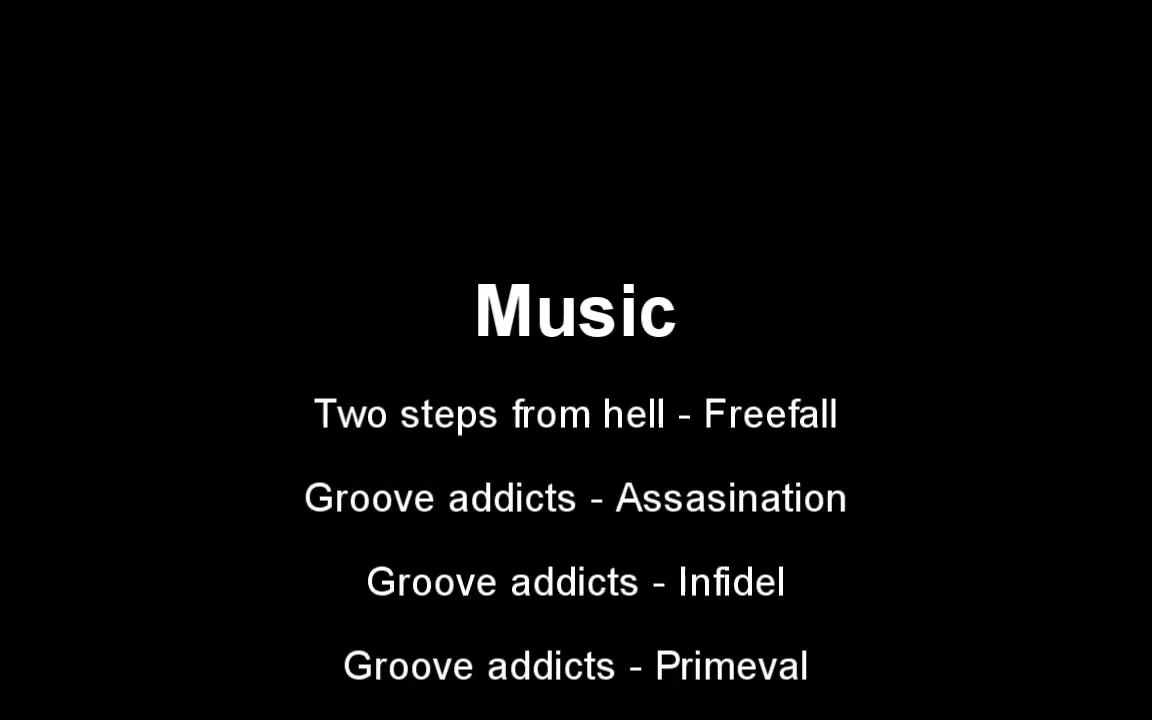 Music
Two steps from hell - Freefall
Groove addicts - Assasination
Groove addicts - Infidel
Groove addicts - Primeval